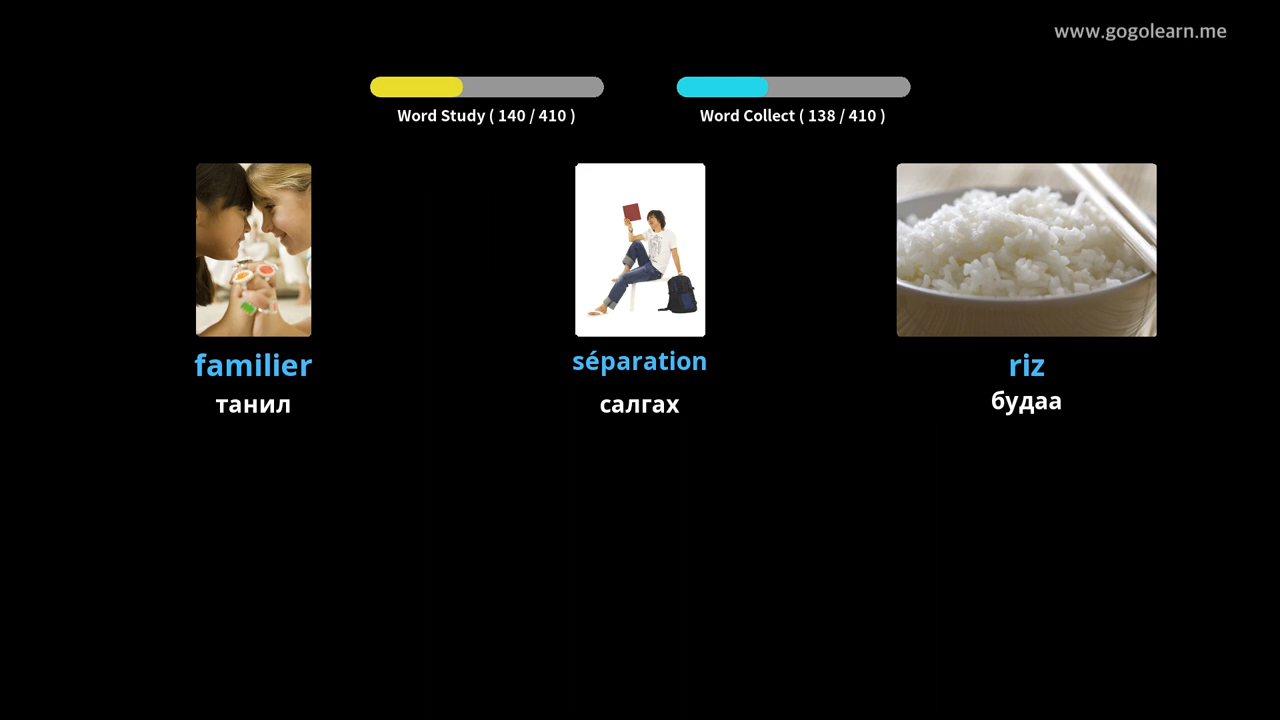 www.gogolearn.me
Word Study ( 140 / 410 )
Word Collect ( 138 / 410 )
familier
séparation
riz
танил
салгах
будаа